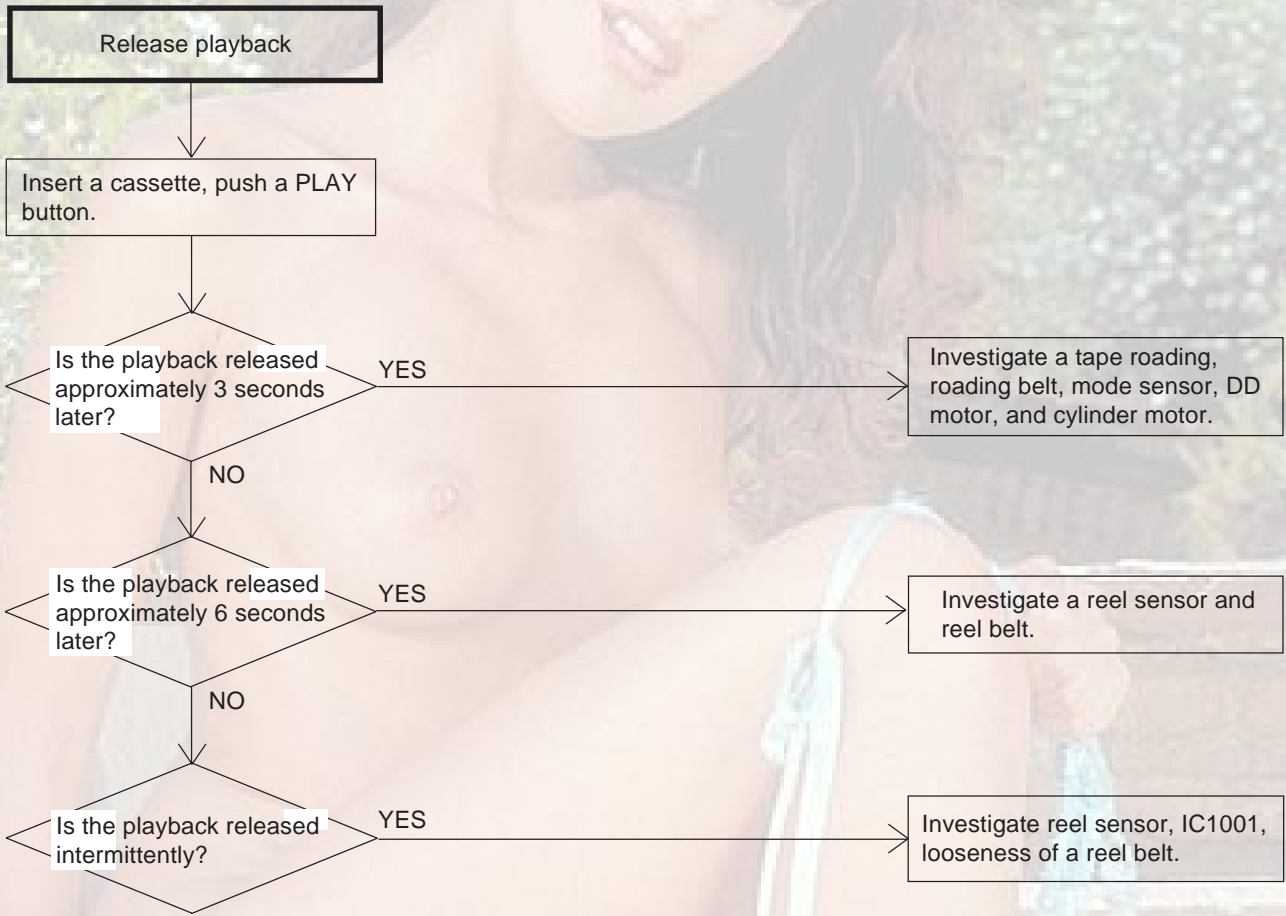 Release playback
Insert a cassette, push a PLAY
button.
Is the playback released
approximately 3 seconds
later?
YES
Investigate a tape roading,
roading belt, mode sensor, DD
motor, and cylinder motor.
NO
Is the playback released
approximately 6 seconds
later?
YES
Investigate a reel sensor and
reel belt.
NO
Is the playback released
intermittently?
YES
Investigate reel sensor, IC1001,
looseness of a reel belt.